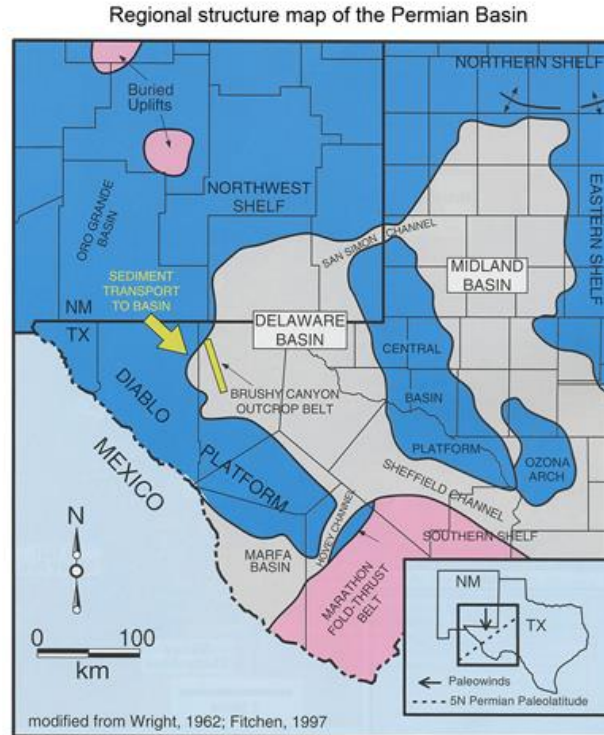 Regional structure map of the Permian Basin
NORTHERN SHELF
Buried
Uplifts
ORO GRANDE
BASIN
NORTHWEST
SHELF
SAN SIMON CHANNEL
EASTERN SHELF
MIDLAND
BASIN
SEDIMENT
TRANSPORT
TO BASIN
NM
TX
DELAWARE
BASIN
CENTRAL
BASIN
PLATFORM
BRUSHY CANYON
OUTCROP BELT
DIABLO
PLATFORM
MEXICO
OZONA
ARCH
SHEFFIELD CHANNEL
HOVEY CHANNEL
SOUTHERN SHELF
MARFA
BASIN
MARATHON
FOLD-THRUST
BELT
N
0 100
km
NM
TX
Paleowinds
5N Permian Paleolatitude
modified from Wright, 1962; Fitchen, 1997